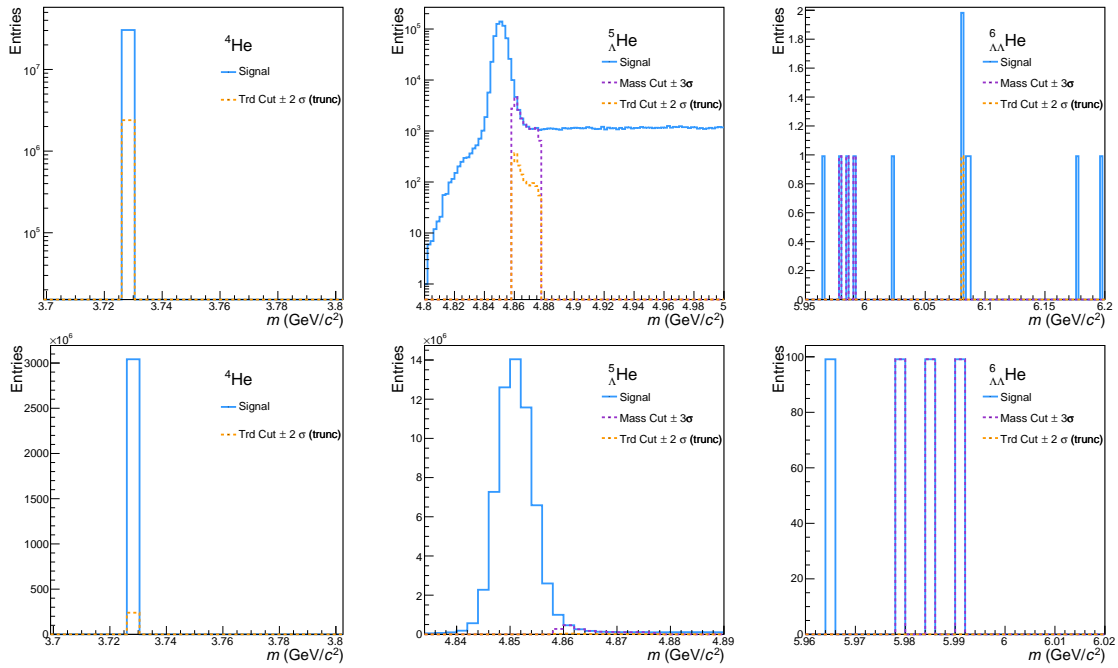 Entries
10⁷
10⁶
10⁵
⁴He
Signal
Trd Cut ± 2 σ (trunc)
3.7 3.72 3.74 3.76 3.78 3.8
m (GeV/c²)
Entries
10⁵
10⁴
10³
10²
10
1
⁵ΛHe
Signal
Mass Cut ± 3σ
Trd Cut ± 2 σ (trunc)
4.8 4.82 4.84 4.86 4.88 4.9 4.92 4.94 4.96 4.98 5
m (GeV/c²)
Entries
2
1.8
1.6
1.4
1.2
1
0.8
0.6
0.4
0.2
0
⁶ΛΛHe
Signal
Mass Cut ± 3σ
Trd Cut ± 2 σ (trunc)
5.95 6 6.05 6.1 6.15 6.2
m (GeV/c²)
×10⁶
Entries
3000
2500
2000
1500
1000
500
0
⁴He
Signal
Trd Cut ± 2 σ (trunc)
3.7 3.72 3.74 3.76 3.78 3.8
m (GeV/c²)
×10⁶
Entries
14
12
10
8
6
4
2
0
⁵ΛHe
Signal
Mass Cut ± 3σ
Trd Cut ± 2 σ (trunc)
4.84 4.85 4.86 4.87 4.88 4.89
m (GeV/c²)
Entries
100
80
60
40
20
0
⁶ΛΛHe
Signal
Mass Cut ± 3σ
Trd Cut ± 2 σ (trunc)
5.96 5.97 5.98 5.99 6 6.01 6.02
m (GeV/c²)